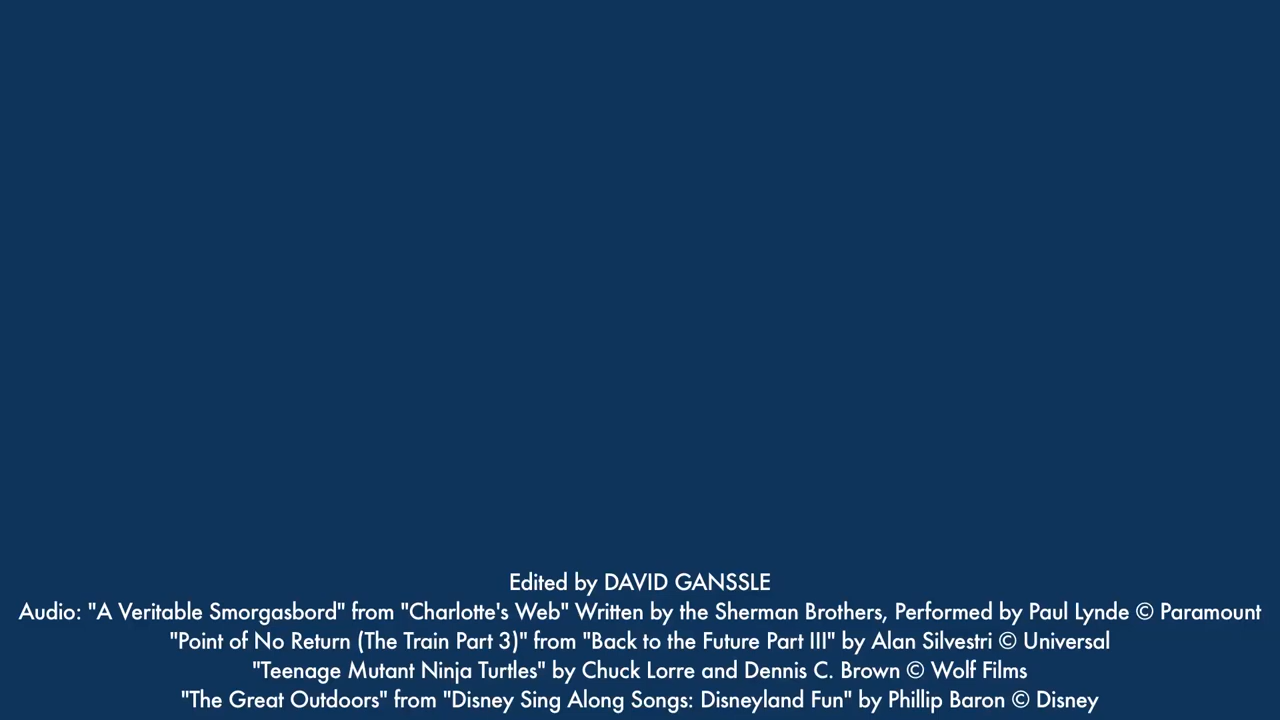 Edited by DAVID GANSSLE
Audio: "A Veritable Smorgasbord" from "Charlotte's Web" Written by the Sherman Brothers, Performed by Paul Lynde © Paramount
"Point of No Return (The Train Part 3)" from "Back to the Future Part III" by Alan Silvestri © Universal
"Teenage Mutant Ninja Turtles" by Chuck Lorre and Dennis C. Brown © Wolf Films
"The Great Outdoors" from "Disney Sing Along Songs: Disneyland Fun" by Phillip Baron © Disney